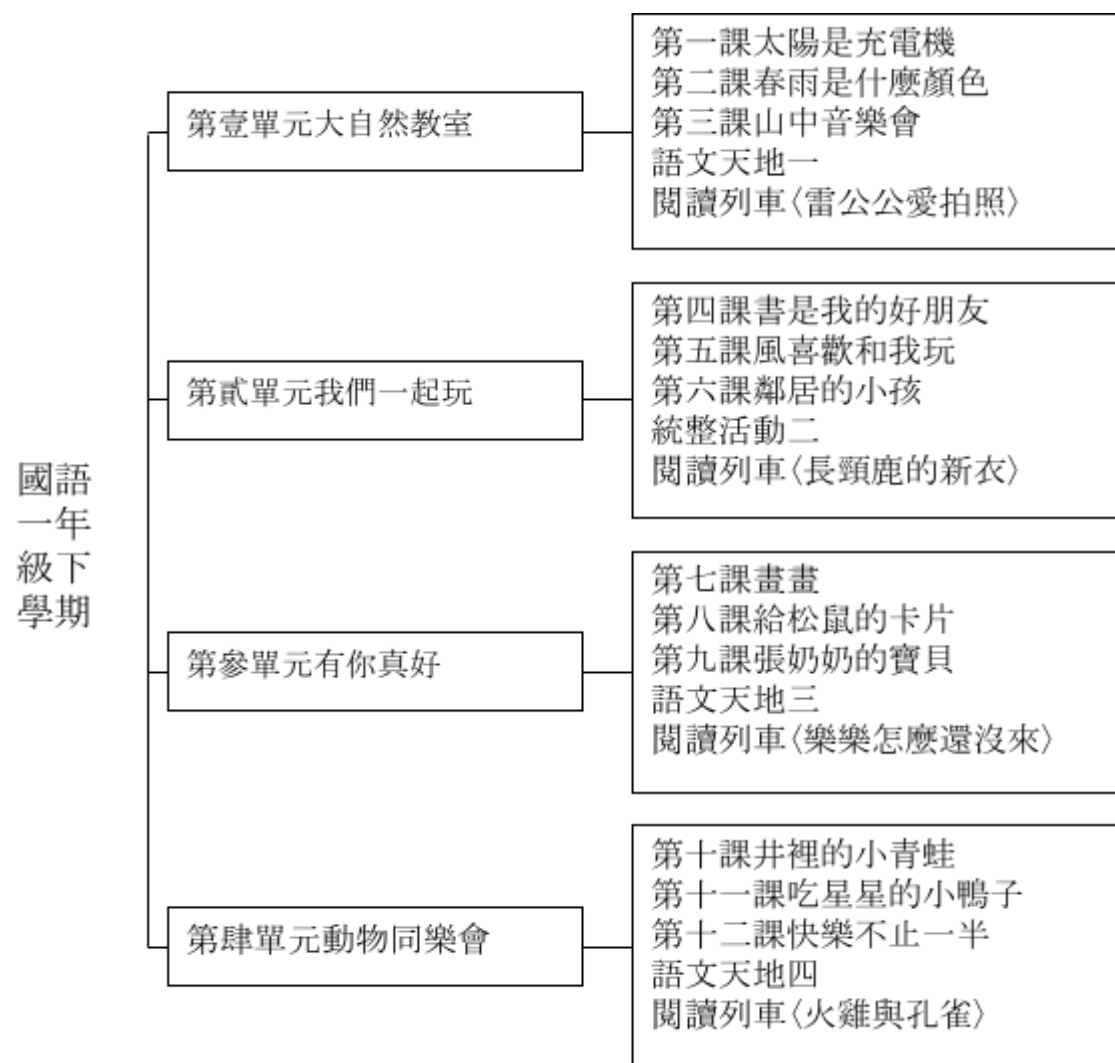 國語
一年
級下
學期
第壹單元大自然教室
第一課太陽是充電機
第二課春雨是什麼顏色
第三課山中音樂會
語文天地一
閱讀列車〈雷公公愛拍照〉
第貳單元我們一起玩
第四課書是我的好朋友
第五課風喜歡和我玩
第六課鄰居的小孩
統整活動二
閱讀列車〈長頸鹿的新衣〉
第參單元有你真好
第七課畫畫
第八課給松鼠的卡片
第九課張奶奶的寶貝
語文天地三
閱讀列車〈樂樂怎麼還沒來〉
第肆單元動物同樂會
第十課井裡的小青蛙
第十一課吃星星的小鴨子
第十二課快樂不止一半
語文天地四
閱讀列車〈火雞與孔雀〉